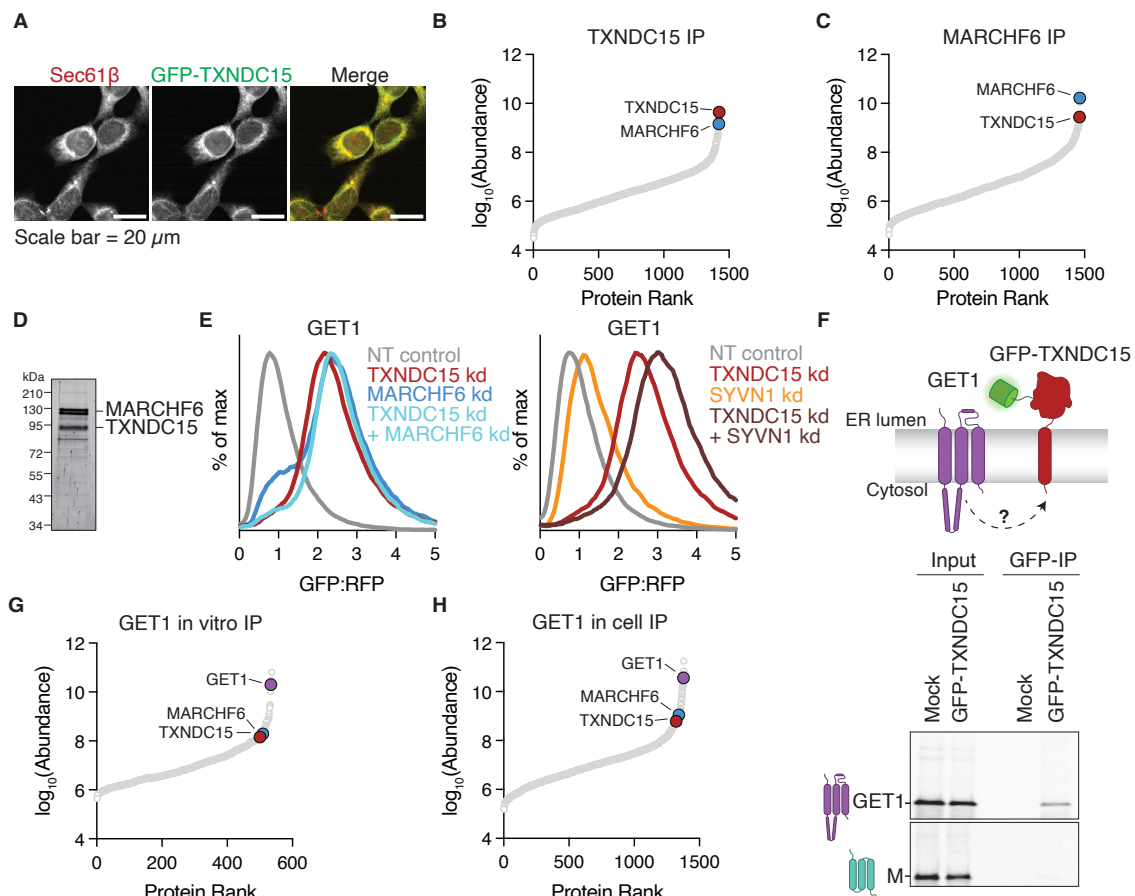 A
Sec61β GFP-TXNDC15 Merge
Scale bar = 20 µm
B
TXNDC15 IP
log10(Abundance)
12
10
8
6
4
TXNDC15
MARCHF6
0 500 1000 1500
Protein Rank
C
MARCHF6 IP
log10(Abundance)
12
10
8
6
4
MARCHF6
TXNDC15
0 500 1000 1500
Protein Rank
D
kDa
210
130
95
72
55
43
34
MARCHF6
TXNDC15
E
GET1
% of max
NT control
TXNDC15 kd
MARCHF6 kd
TXNDC15 kd
+ MARCHF6 kd
0 1 2 3 4 5
GFP:RFP
GET1
% of max
NT control
TXNDC15 kd
SYVN1 kd
TXNDC15 kd
+ SYVN1 kd
0 1 2 3 4 5
GFP:RFP
F
GFP-TXNDC15
GET1
ER lumen
Cytosol
?
Input GFP-IP
Mock
GFP-TXNDC15
Mock
GFP-TXNDC15
GET1
M
G
GET1 in vitro IP
log10(Abundance)
12
10
8
6
4
GET1
MARCHF6
TXNDC15
0 200 400 600
Protein Rank
H
GET1 in cell IP
log10(Abundance)
12
10
8
6
4
GET1
MARCHF6
TXNDC15
0 500 1000 1500
Protein Rank